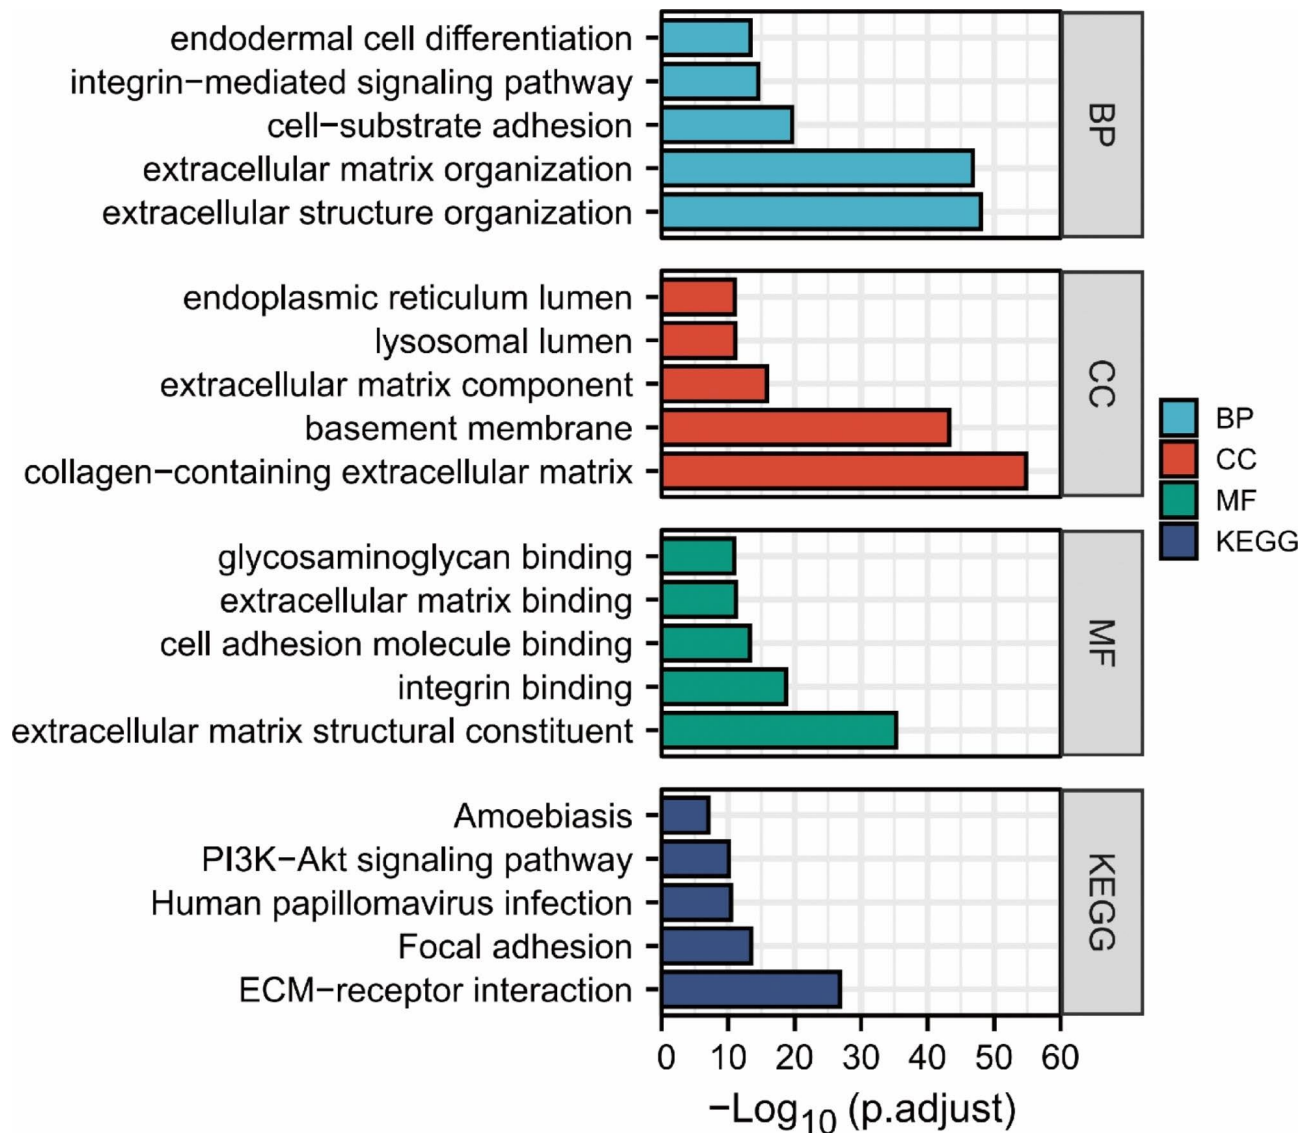 endodermal cell differentiation
integrin−mediated signaling pathway
cell−substrate adhesion
extracellular matrix organization
extracellular structure organization
BP
endoplasmic reticulum lumen
lysosomal lumen
extracellular matrix component
basement membrane
collagen−containing extracellular matrix
CC
glycosaminoglycan binding
extracellular matrix binding
cell adhesion molecule binding
integrin binding
extracellular matrix structural constituent
MF
Amoebiasis
PI3K−Akt signaling pathway
Human papillomavirus infection
Focal adhesion
ECM−receptor interaction
KEGG
0 10 20 30 40 50 60
−Log10 (p.adjust)
BP
CC
MF
KEGG